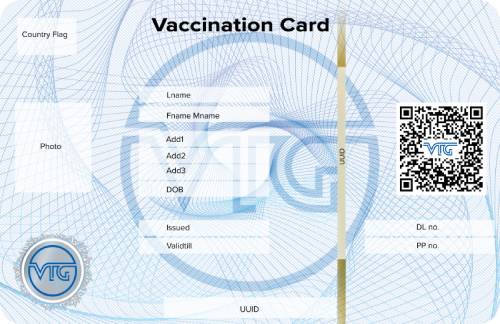 Vaccination Card
Country Flag
Lname
Fname Mname
Photo
Add1
Add2
Add3
DOB
UUID
VTG
VTG
Issued
DL no.
Validtill
PP no.
VTG
UUID